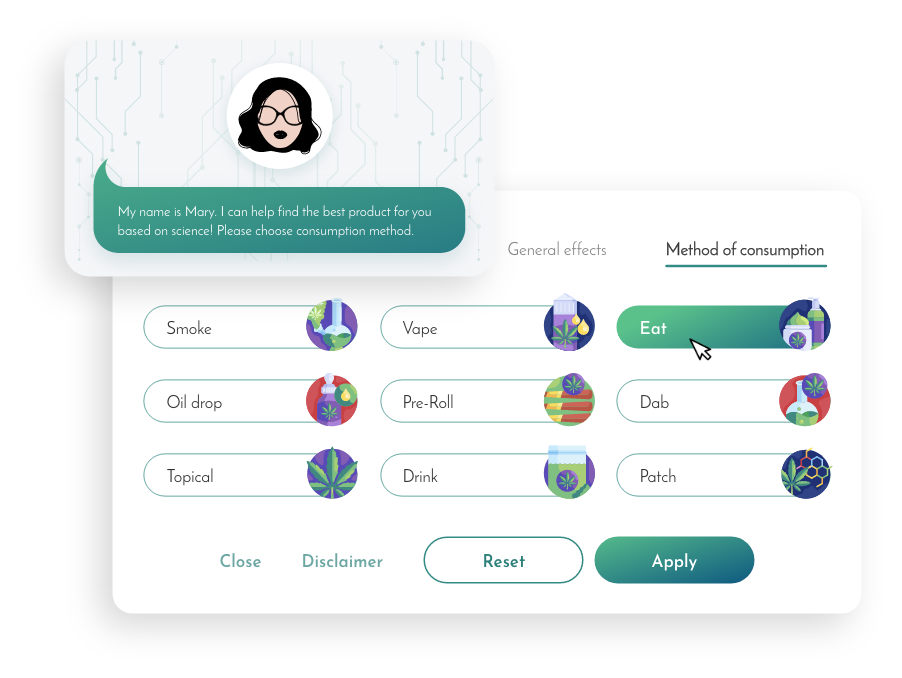 My name is Mary. I can help find the best product for you
based on science! Please choose consumption method.
General effects
Method of consumption
Smoke
Vape
Eat
Oil drop
Pre-Roll
Dab
Topical
Drink
Patch
Close
Disclaimer
Reset
Apply